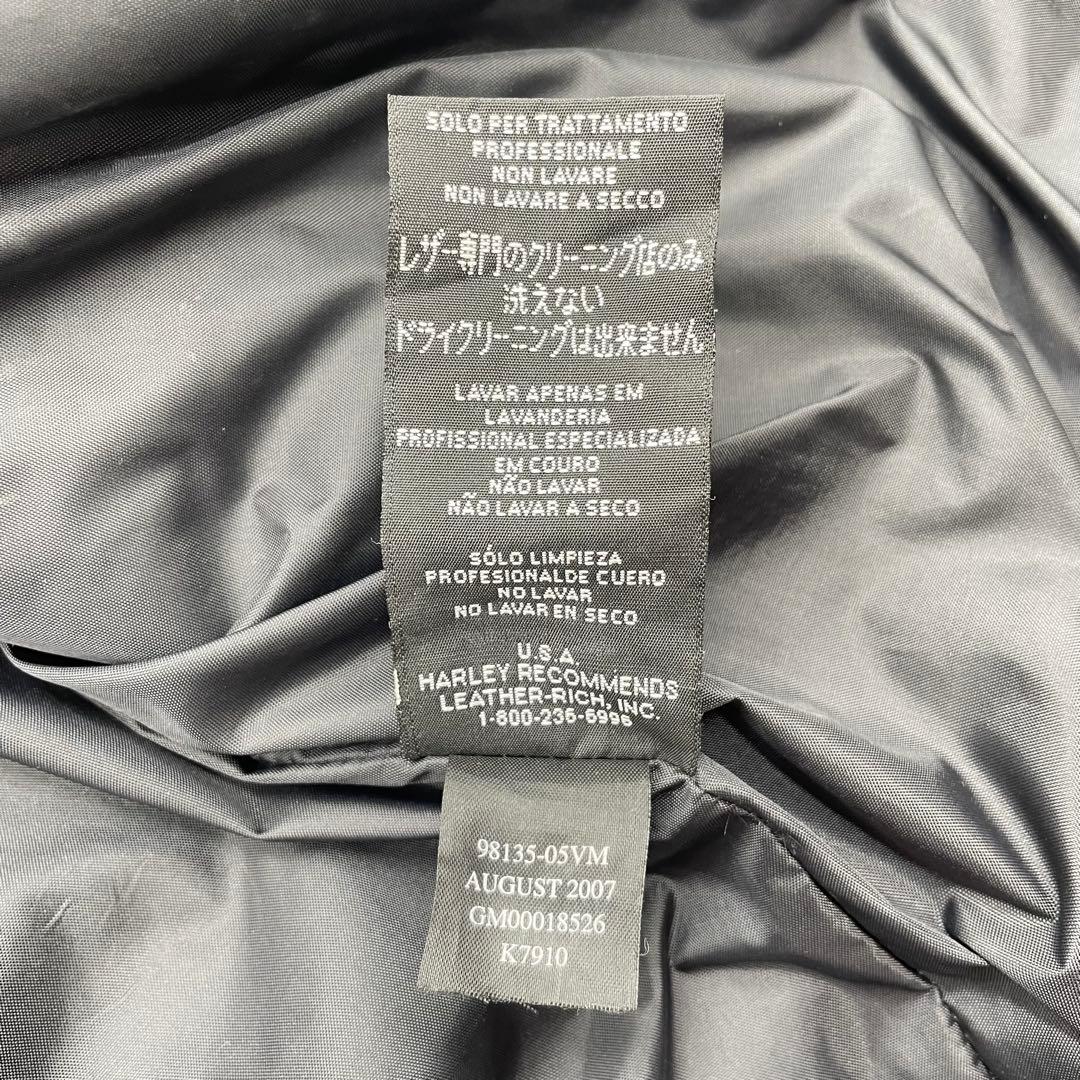 SOLO PER TRATTAMENTO
PROFESSIONALE
NON LAVARE
NON LAVARE A SECCO
レザー専門のクリーニング店のみ
洗えない
ドライクリーニングは出来ません
LAVAR APENAS EM
LAVANDERIA
PROFISSIONAL ESPECIALIZADA
EM COURO
NÃO LAVAR
NÃO LAVAR A SECO
SÓLO LIMPIEZA
PROFESIONAL DE CUERO
NO LAVAR
NO LAVAR EN SECO
U.S.A.
HARLEY RECOMMENDS
LEATHER-RICH, INC.
1-800-236-6996
98135-05VM
AUGUST 2007
GM00018526
K7910